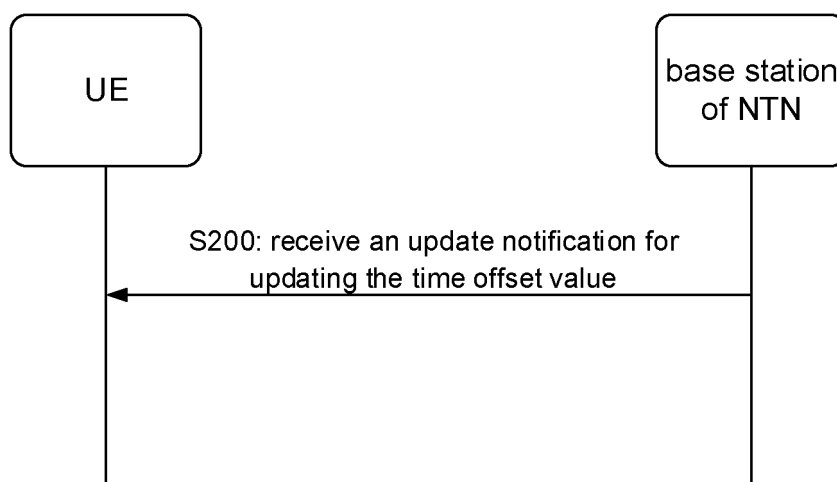 UE
base station
of NTN
S200: receive an update notification for
updating the time offset value